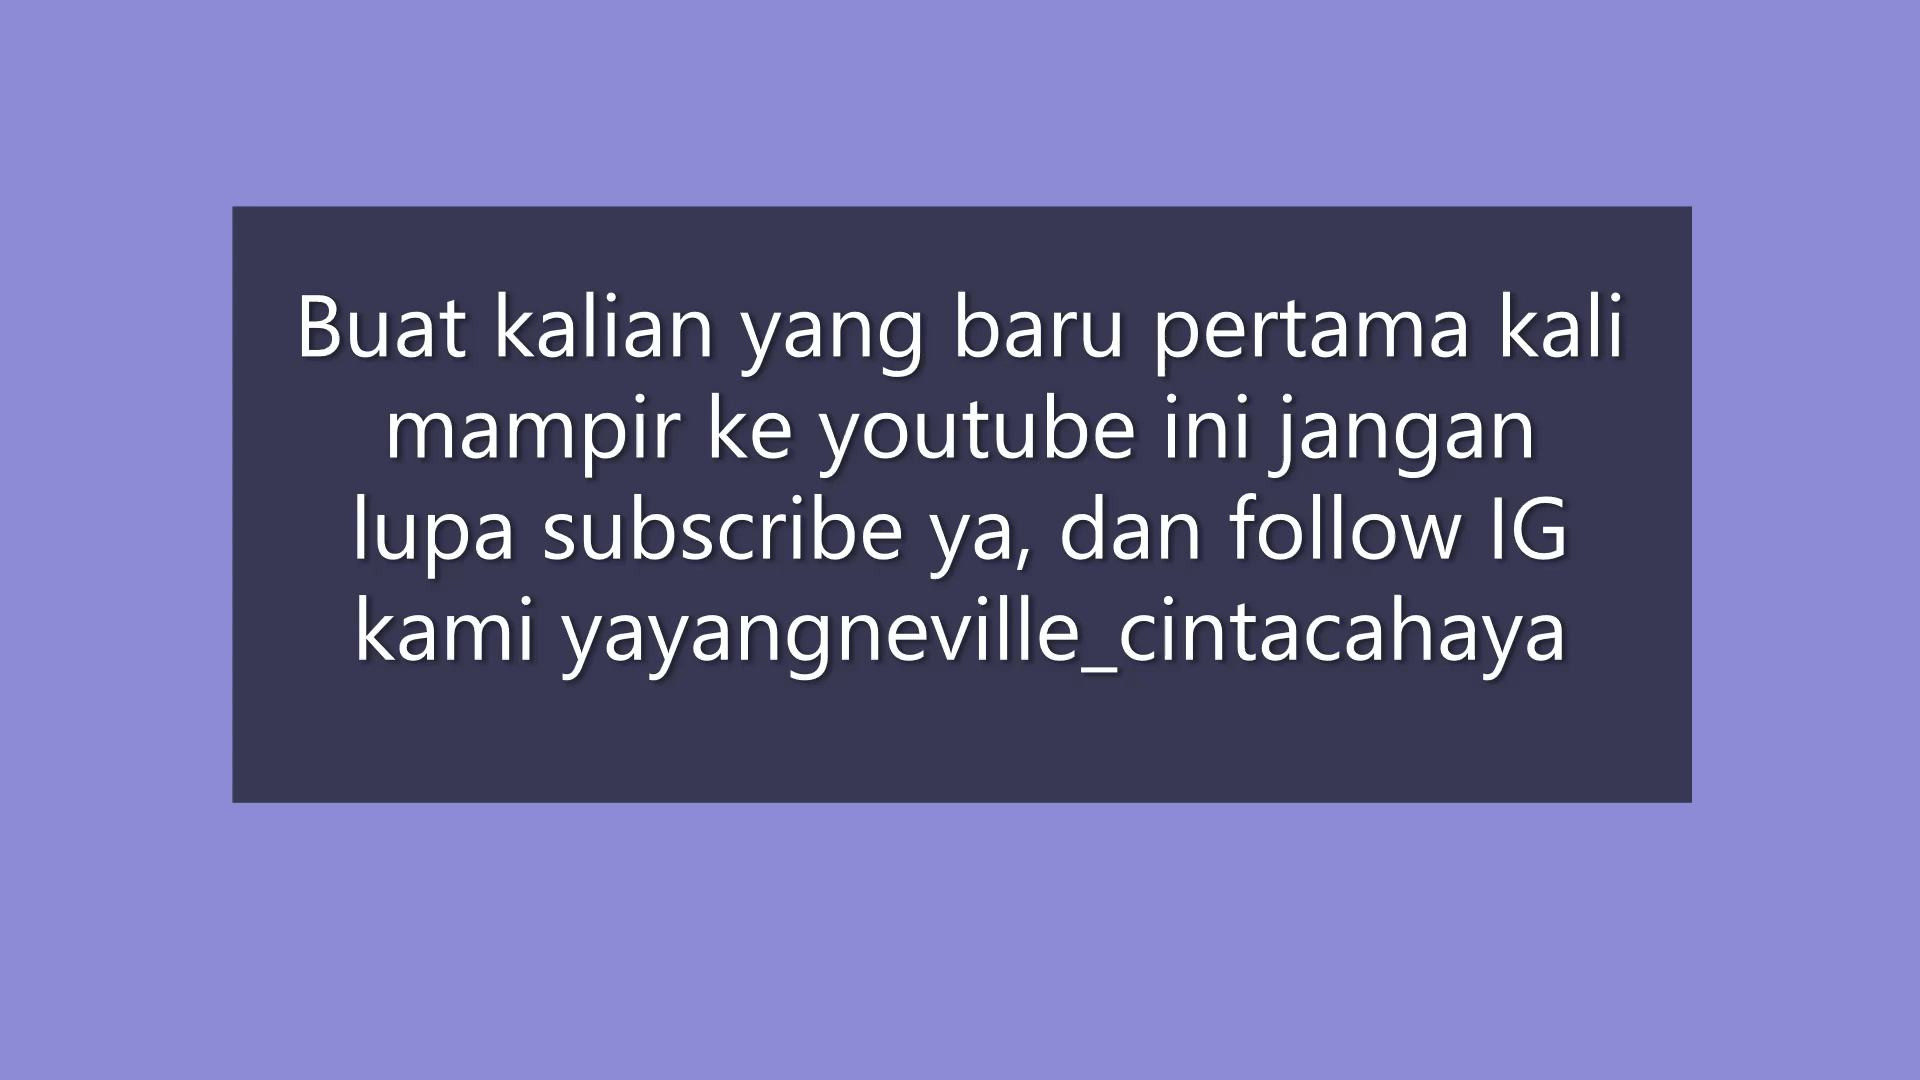 Buat kalian yang baru pertama kali
mampir ke youtube ini jangan
lupa subscribe ya, dan follow IG
kami yayangneville_cintacahaya